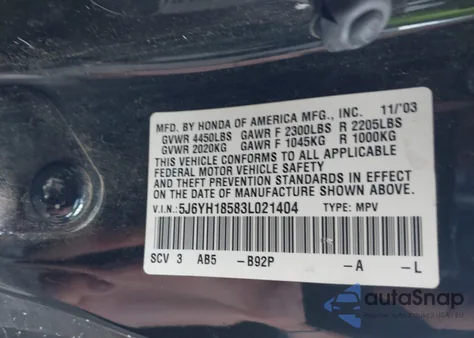 MFD. BY HONDA OF AMERICA MFG., INC. 11/'03
GVWR 4450LBS GAWR F 2300LBS R 2205LBS
GVWR 2020KG GAWR F 1045KG R 1000KG
THIS VEHICLE CONFORMS TO ALL APPLICABLE
FEDERAL MOTOR VEHICLE SAFETY
AND THEFT PREVENTION STANDARDS IN EFFECT
ON THE DATE OF MANUFACTURE SHOWN ABOVE.
V.I.N.:5J6YH18583L021404 TYPE: MPV
SCV 3 AB5 -B92P -A -L
autoSnap